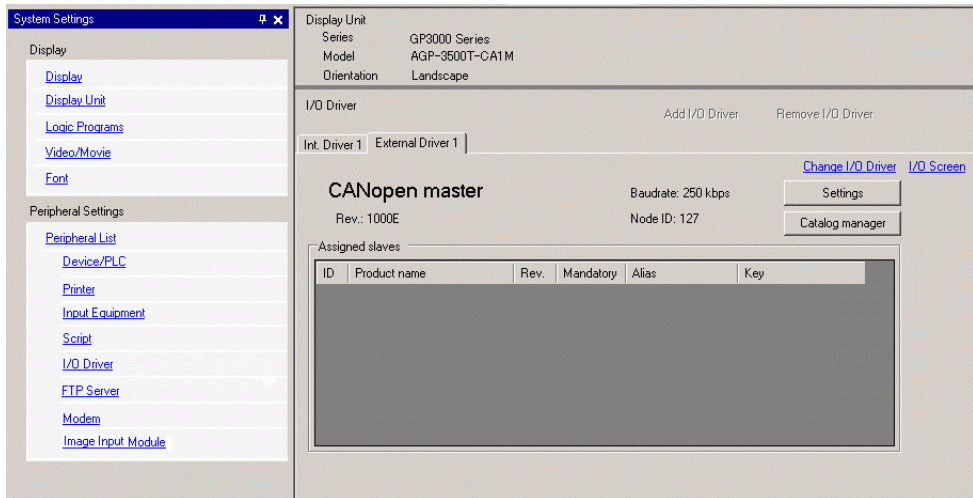 System Settings
Display
Display
Display Unit
Logic Programs
Video/Movie
Font
Peripheral Settings
Peripheral List
Device/PLC
Printer
Input Equipment
Script
I/O Driver
FTP Server
Modem
Image Input Module
Display Unit
Series GP3000 Series
Model AGP-3500T-CA1M
Orientation Landscape
I/O Driver Add I/O Driver Remove I/O Driver
Int. Driver 1 External Driver 1
Change I/O Driver I/O Screen
CANopen master Baudrate: 250 kbps Settings
Rev.: 1000E Node ID: 127 Catalog manager
Assigned slaves
ID Product name Rev. Mandatory Alias Key